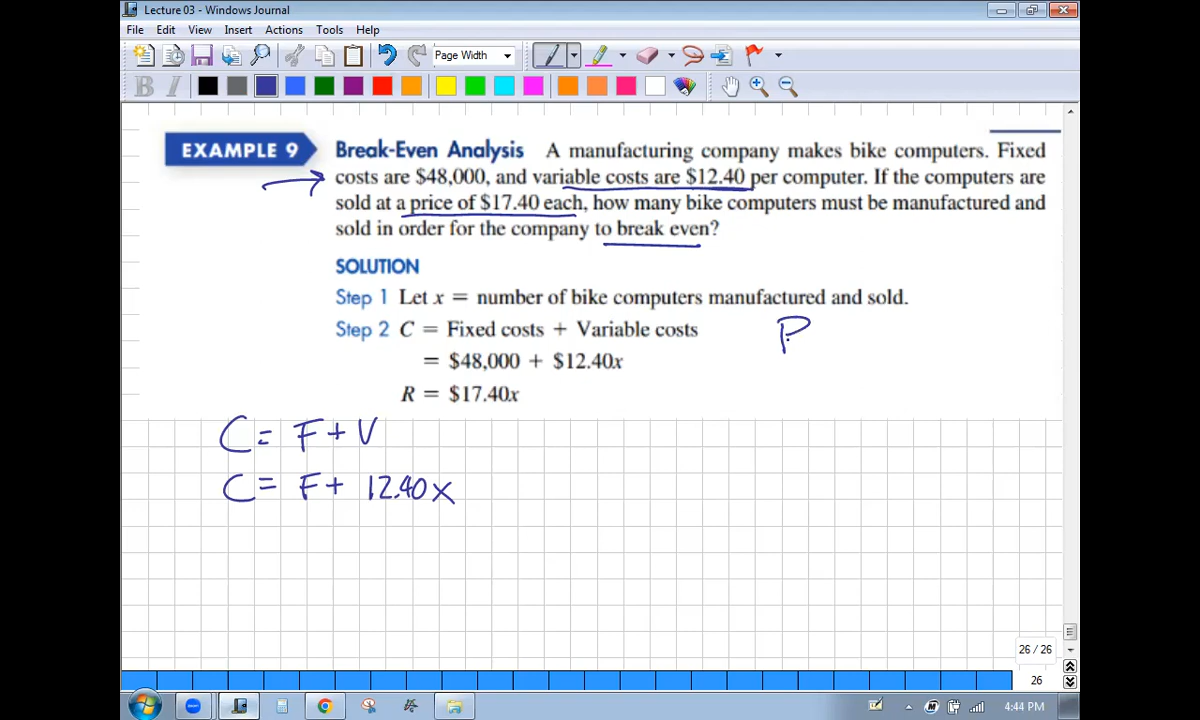 Lecture 03 - Windows Journal
File Edit View Insert Actions Tools Help
Page Width
B I
EXAMPLE 9 Break-Even Analysis A manufacturing company makes bike computers. Fixed
costs are $48,000, and variable costs are $12.40 per computer. If the computers are
sold at a price of $17.40 each, how many bike computers must be manufactured and
sold in order for the company to break even?
SOLUTION
Step 1 Let x = number of bike computers manufactured and sold.
Step 2 C = Fixed costs + Variable costs
P
= $48,000 + $12.40x
R = $17.40x
C = F + V
C = F + 12.40x
26 / 26
26
4:44 PM